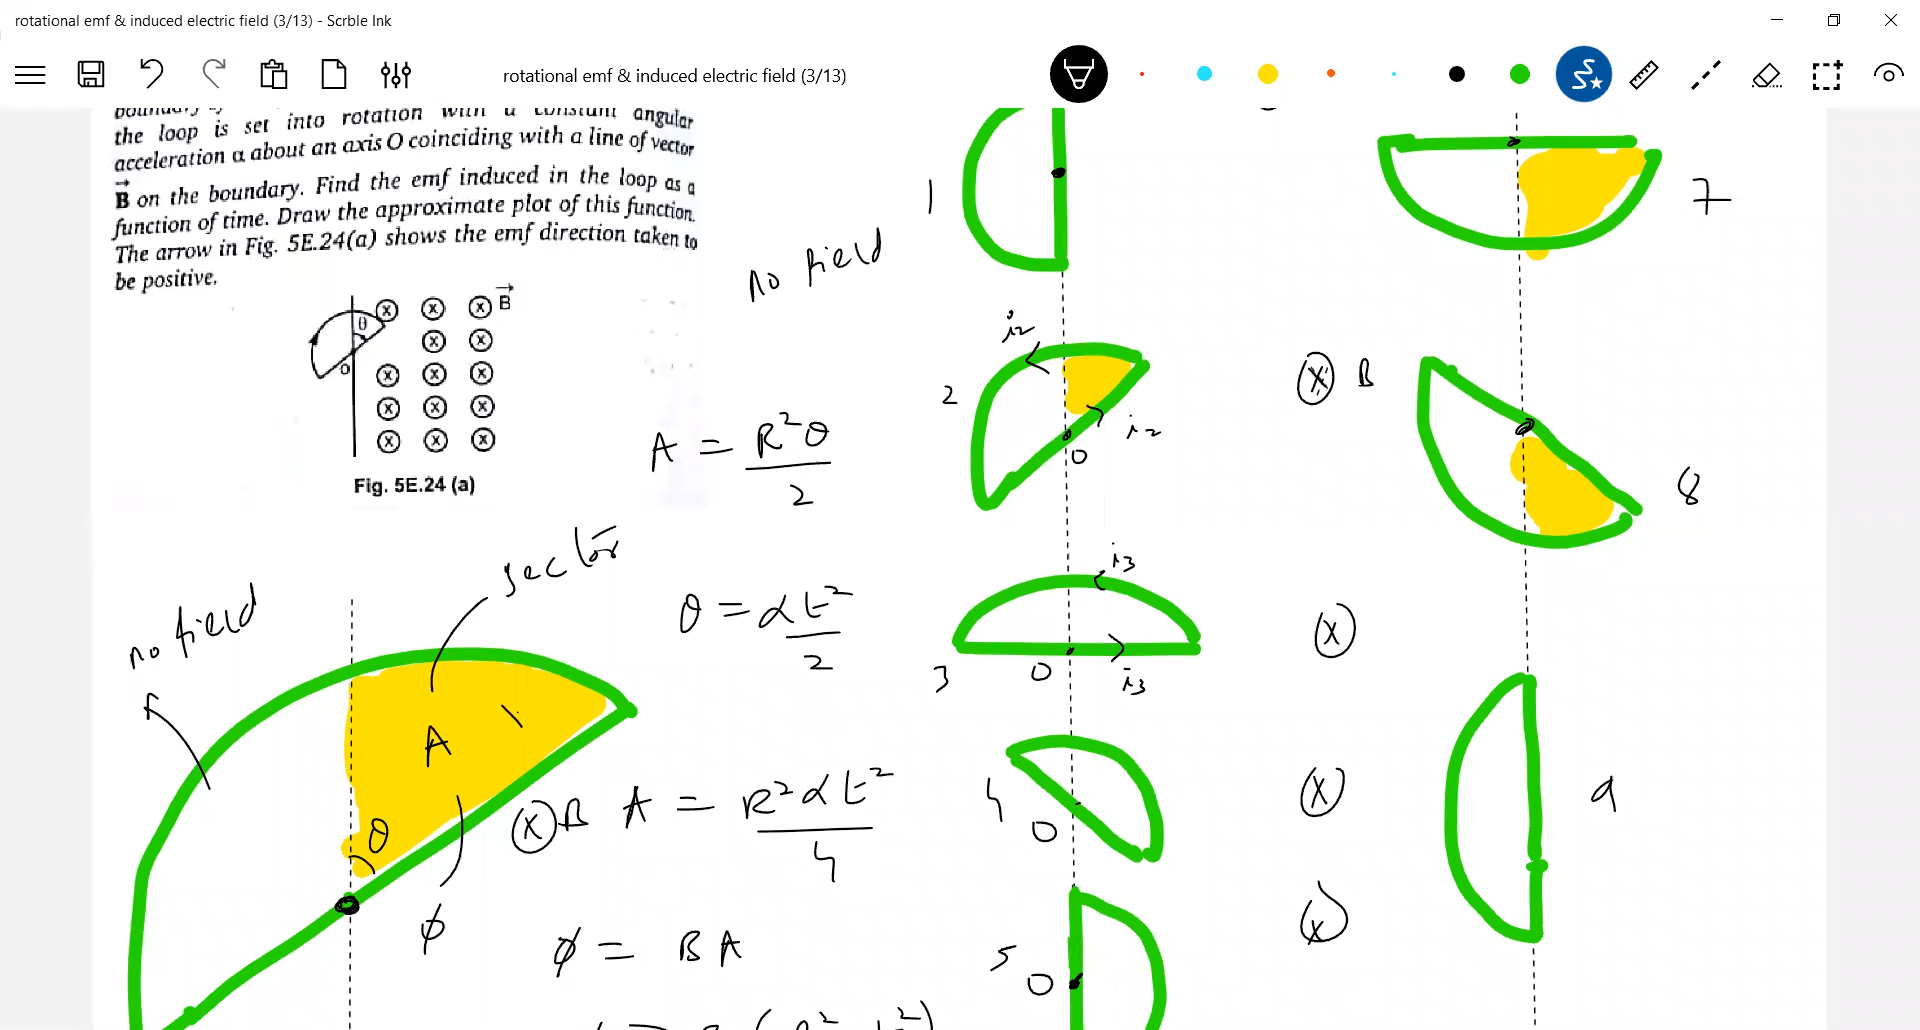 rotational emf & induced electric field (3/13) - Scrble Ink
rotational emf & induced electric field (3/13)
the loop is set into rotation with a constant angular
acceleration α about an axis O coinciding with a line of vector
B⃗ on the boundary. Find the emf induced in the loop as a
function of time. Draw the approximate plot of this function.
The arrow in Fig. 5E.24(a) shows the emf direction taken to
be positive.
θ
O
B⃗
Fig. 5E.24 (a)
no field
A = R²θ / 2
sector
no field
θ = αt² / 2
A
θ
ϕ
ⓧ B
A = R²αt² / 4
ϕ = BA
1
2
i₂
i₂
O
3
i₃
i₃
O
4
O
5
O
ⓧ B
ⓧ
ⓧ
ⓧ
7
8
9